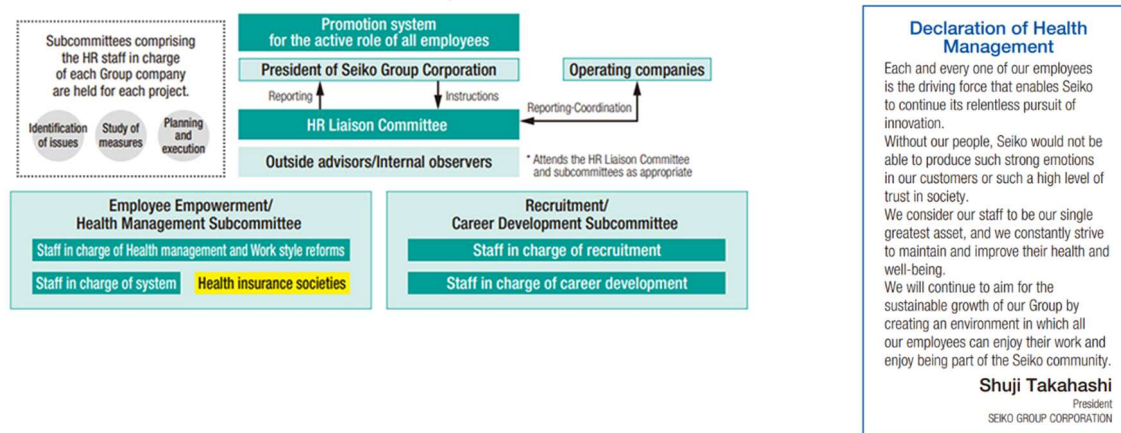 Subcommittees comprising
the HR staff in charge
of each Group company
are held for each project.
Identification
of issues
Study of
measures
Planning
and
execution
Promotion system
for the active role of all employees
President of Seiko Group Corporation
Operating companies
Reporting
Instructions
Reporting·Coordination
HR Liaison Committee
Outside advisors/Internal observers
* Attends the HR Liaison Committee
and subcommittees as appropriate
Employee Empowerment/
Health Management Subcommittee
Staff in charge of Health management and Work style reforms
Staff in charge of system
Health insurance societies
Recruitment/
Career Development Subcommittee
Staff in charge of recruitment
Staff in charge of career development
Declaration of Health
Management
Each and every one of our employees
is the driving force that enables Seiko
to continue its relentless pursuit of
innovation.
Without our people, Seiko would not be
able to produce such strong emotions
in our customers or such a high level of
trust in society.
We consider our staff to be our single
greatest asset, and we constantly strive
to maintain and improve their health and
well-being.
We will continue to aim for the
sustainable growth of our Group by
creating an environment in which all
our employees can enjoy their work and
enjoy being part of the Seiko community.
Shuji Takahashi
President
SEIKO GROUP CORPORATION